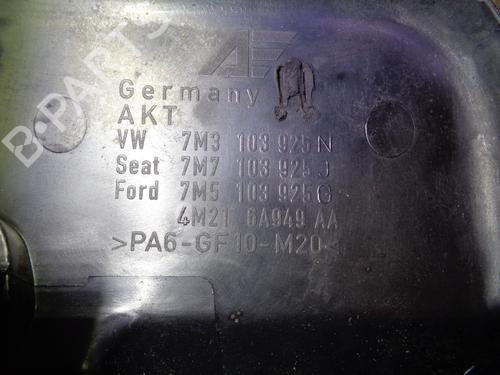 B-PARTS
AE
Germany
AKT
VW 7M3 103 925 N
Seat 7M7 103 925 J
Ford 7M5 103 925 G
4M21 6A949 AA
>PA6-GF10-M20<